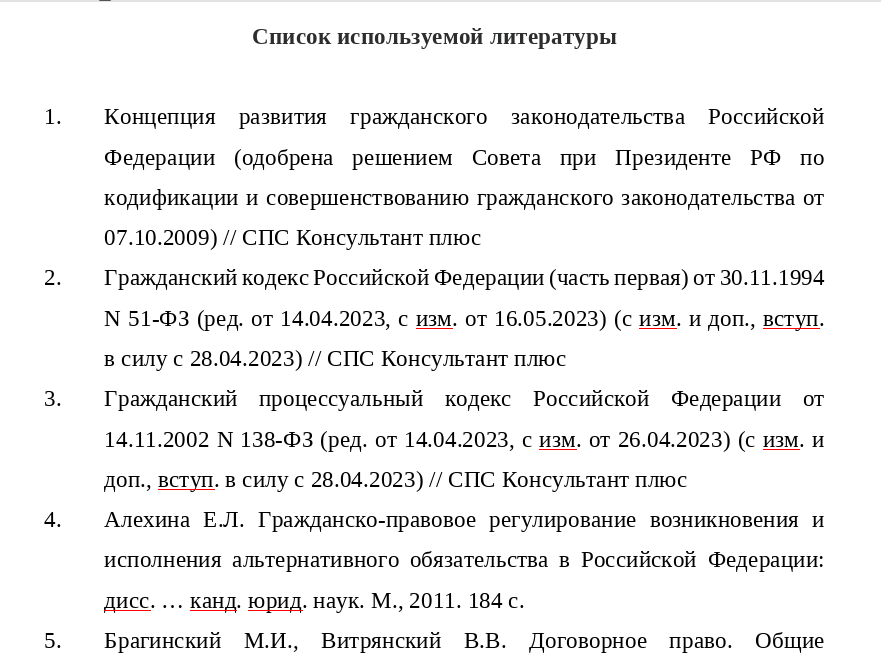 Список используемой литературы
1. Концепция развития гражданского законодательства Российской
Федерации (одобрена решением Совета при Президенте РФ по
кодификации и совершенствованию гражданского законодательства от
07.10.2009) // СПС Консультант плюс
2. Гражданский кодекс Российской Федерации (часть первая) от 30.11.1994
N 51-ФЗ (ред. от 14.04.2023, с изм. от 16.05.2023) (с изм. и доп., вступ.
в силу с 28.04.2023) // СПС Консультант плюс
3. Гражданский процессуальный кодекс Российской Федерации от
14.11.2002 N 138-ФЗ (ред. от 14.04.2023, с изм. от 26.04.2023) (с изм. и
доп., вступ. в силу с 28.04.2023) // СПС Консультант плюс
4. Алехина Е.Л. Гражданско-правовое регулирование возникновения и
исполнения альтернативного обязательства в Российской Федерации:
дисс. … канд. юрид. наук. М., 2011. 184 с.
5. Брагинский М.И., Витрянский В.В. Договорное право. Общие